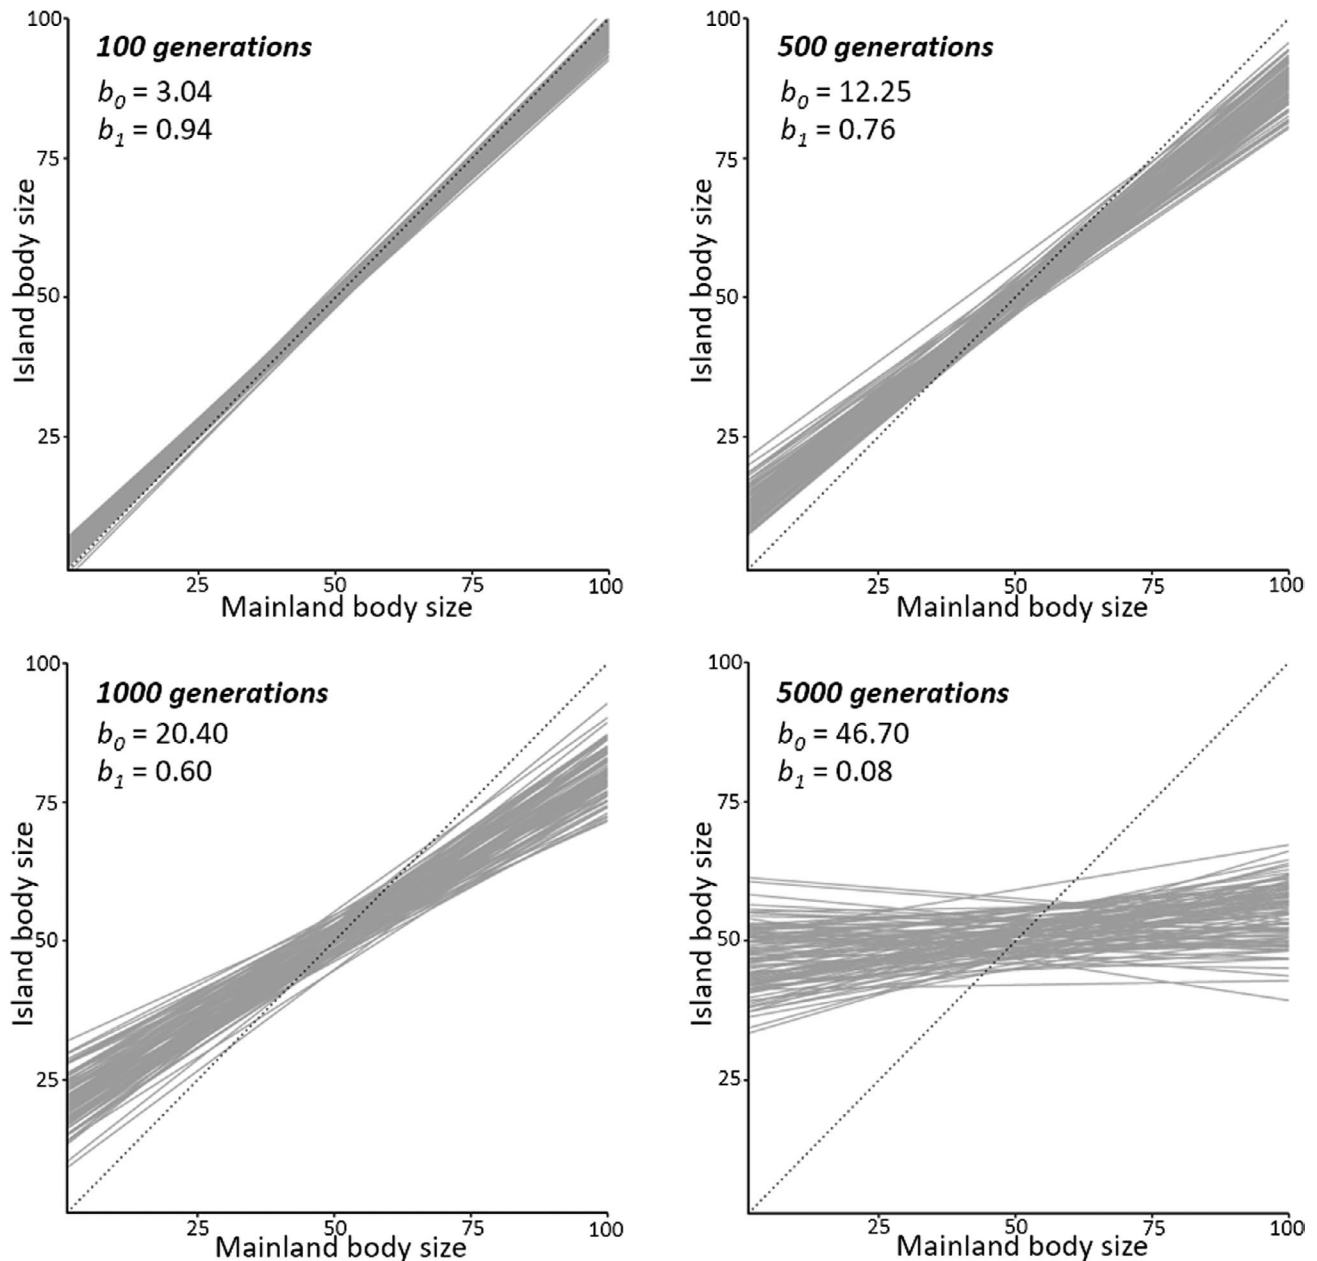 100 generations
b0 = 3.04
b1 = 0.94
100
75
50
25
Island body size
25 50 75 100
Mainland body size
500 generations
b0 = 12.25
b1 = 0.76
100
75
50
25
Island body size
25 50 75 100
Mainland body size
1000 generations
b0 = 20.40
b1 = 0.60
100
75
50
25
Island body size
25 50 75 100
Mainland body size
5000 generations
b0 = 46.70
b1 = 0.08
100
75
50
25
Island body size
25 50 75 100
Mainland body size